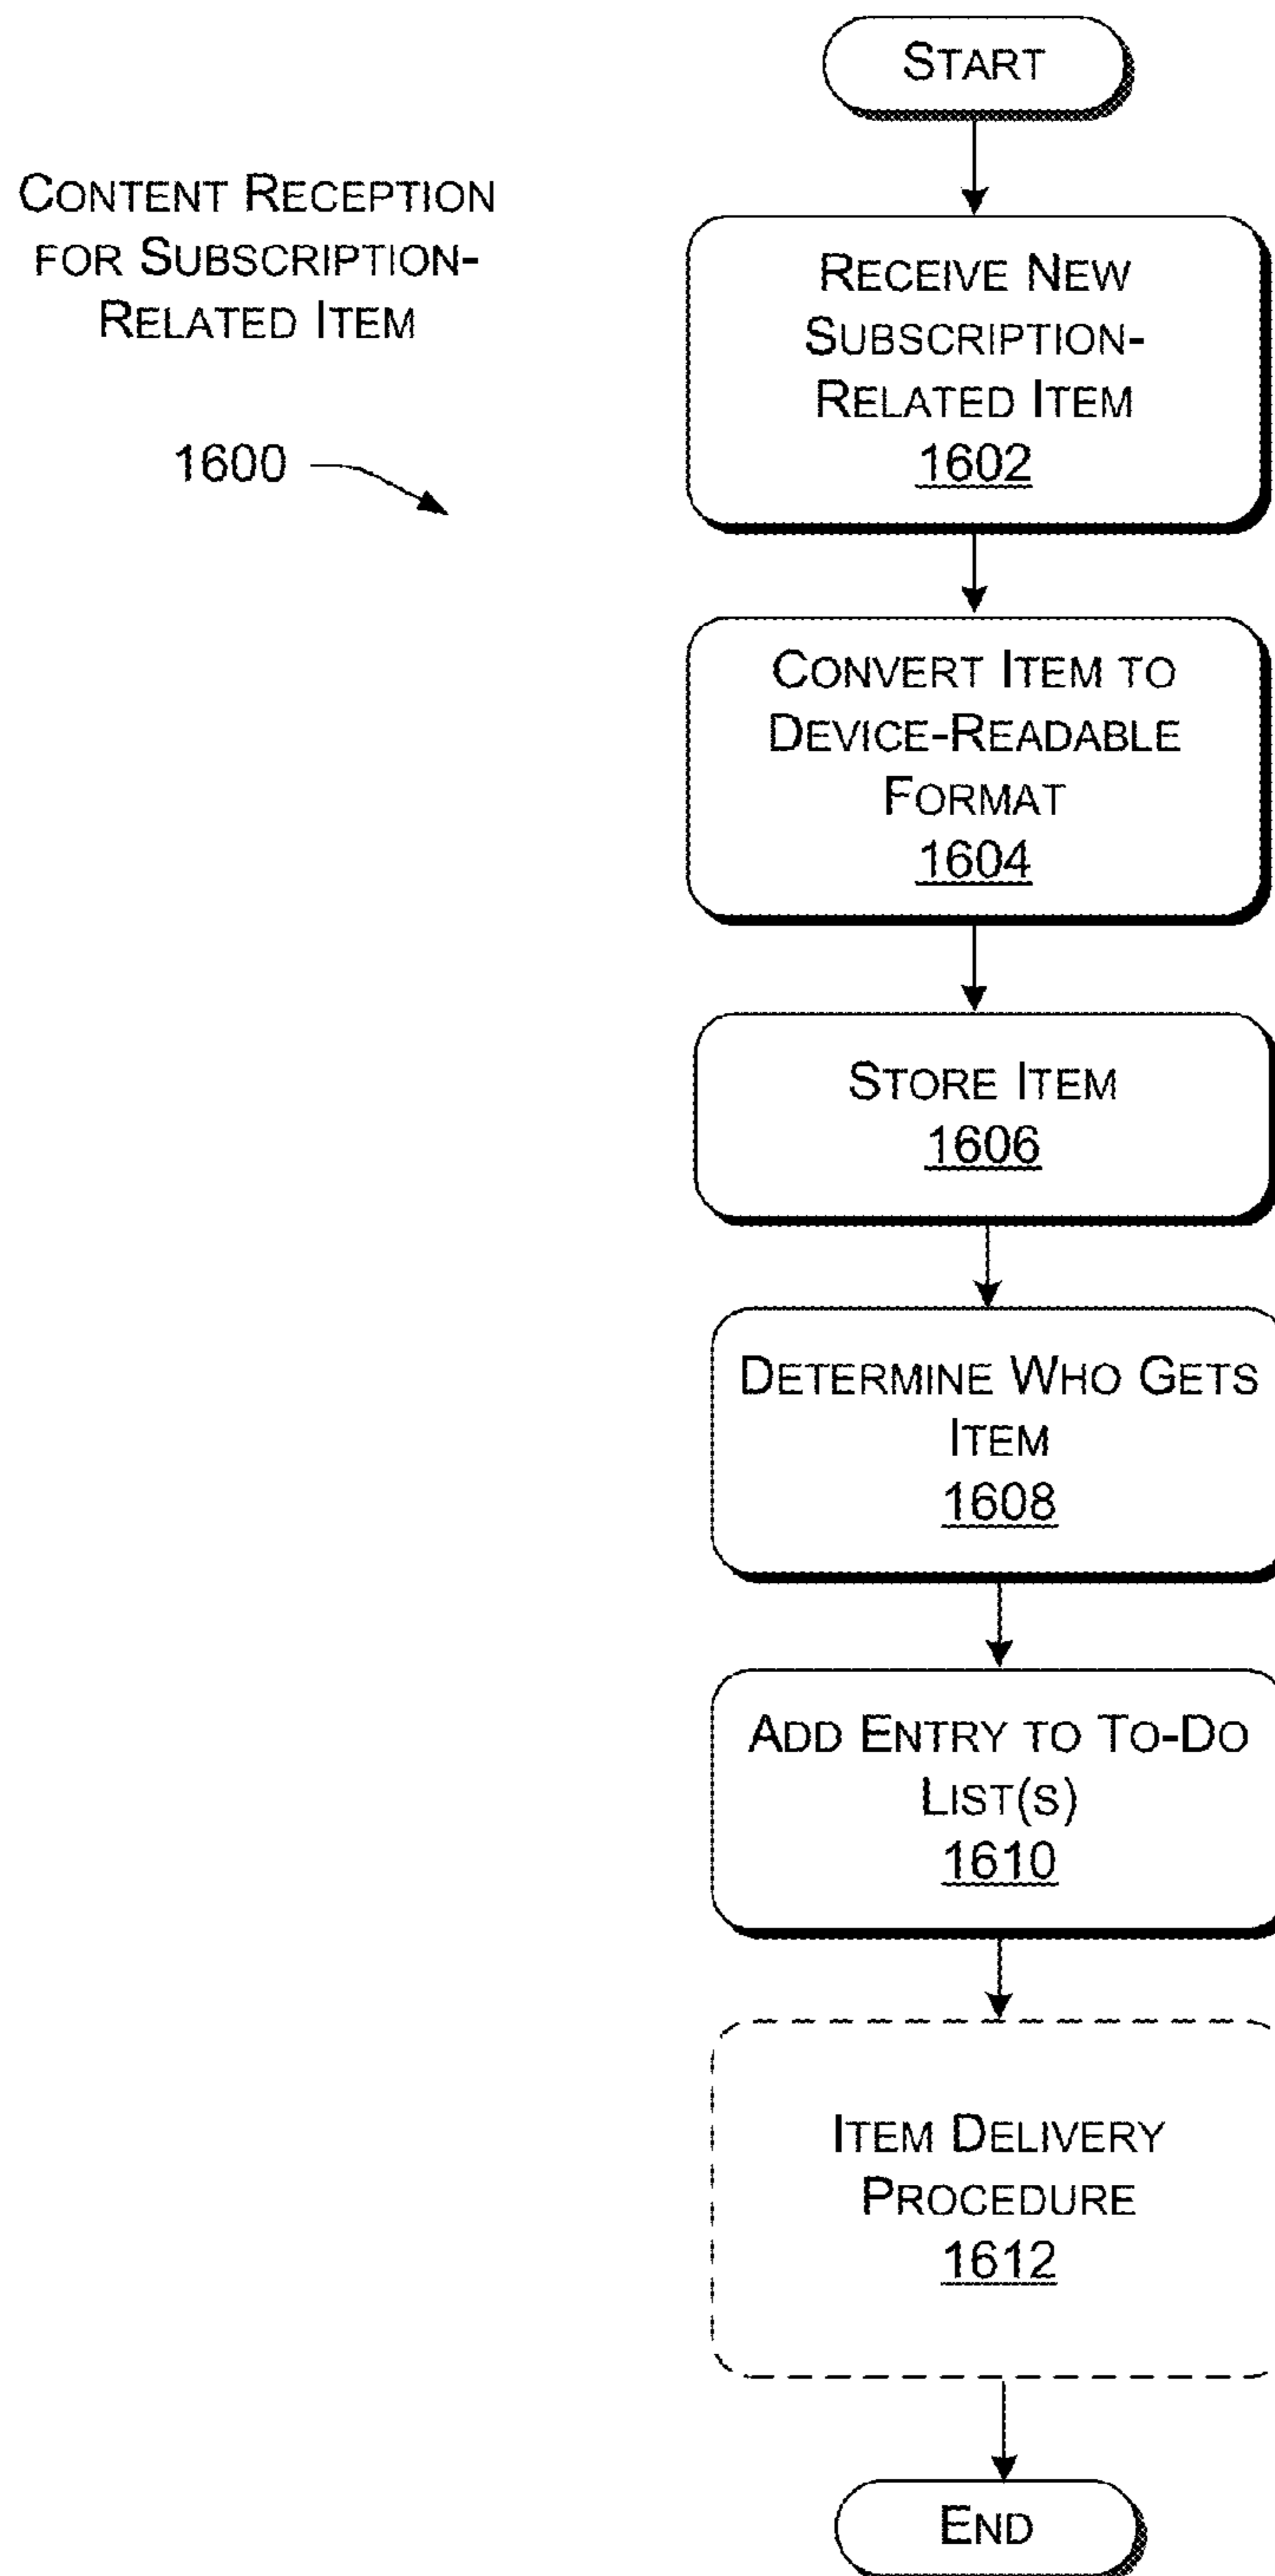 START
CONTENT RECEPTION
FOR SUBSCRIPTION-
RELATED ITEM
1600
RECEIVE NEW
SUBSCRIPTION-
RELATED ITEM
1602
CONVERT ITEM TO
DEVICE-READABLE
FORMAT
1604
STORE ITEM
1606
DETERMINE WHO GETS
ITEM
1608
ADD ENTRY TO TO-DO
LIST(S)
1610
ITEM DELIVERY
PROCEDURE
1612
END